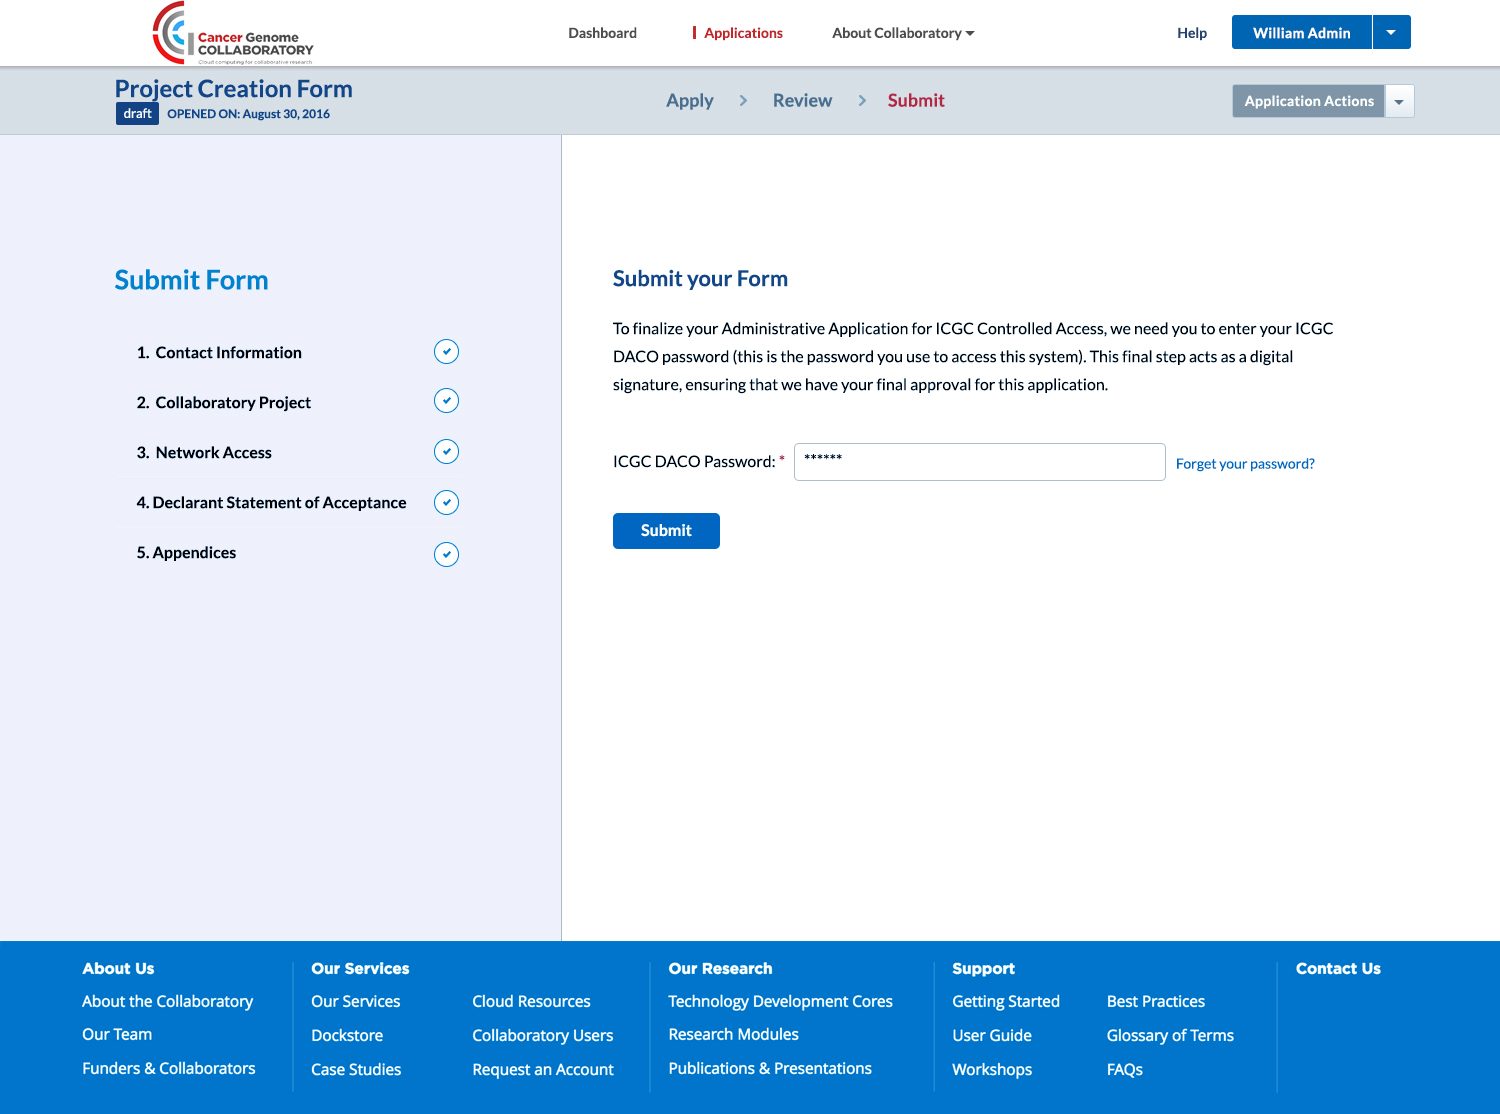 Cancer Genome
COLLABORATORY
Cloud computing for collaborative research
Dashboard
Applications
About Collaboratory
Help
William Admin
Project Creation Form
draft
OPENED ON: August 30, 2016
Apply
Review
Submit
Application Actions
Submit Form
1. Contact Information
2. Collaboratory Project
3. Network Access
4. Declarant Statement of Acceptance
5. Appendices
Submit your Form
To finalize your Administrative Application for ICGC Controlled Access, we need you to enter your ICGC
DACO password (this is the password you use to access this system). This final step acts as a digital
signature, ensuring that we have your final approval for this application.
ICGC DACO Password: *
******
Forget your password?
Submit
About Us
About the Collaboratory
Our Team
Funders & Collaborators
Our Services
Our Services
Dockstore
Case Studies
Cloud Resources
Collaboratory Users
Request an Account
Our Research
Technology Development Cores
Research Modules
Publications & Presentations
Support
Getting Started
User Guide
Workshops
Best Practices
Glossary of Terms
FAQs
Contact Us